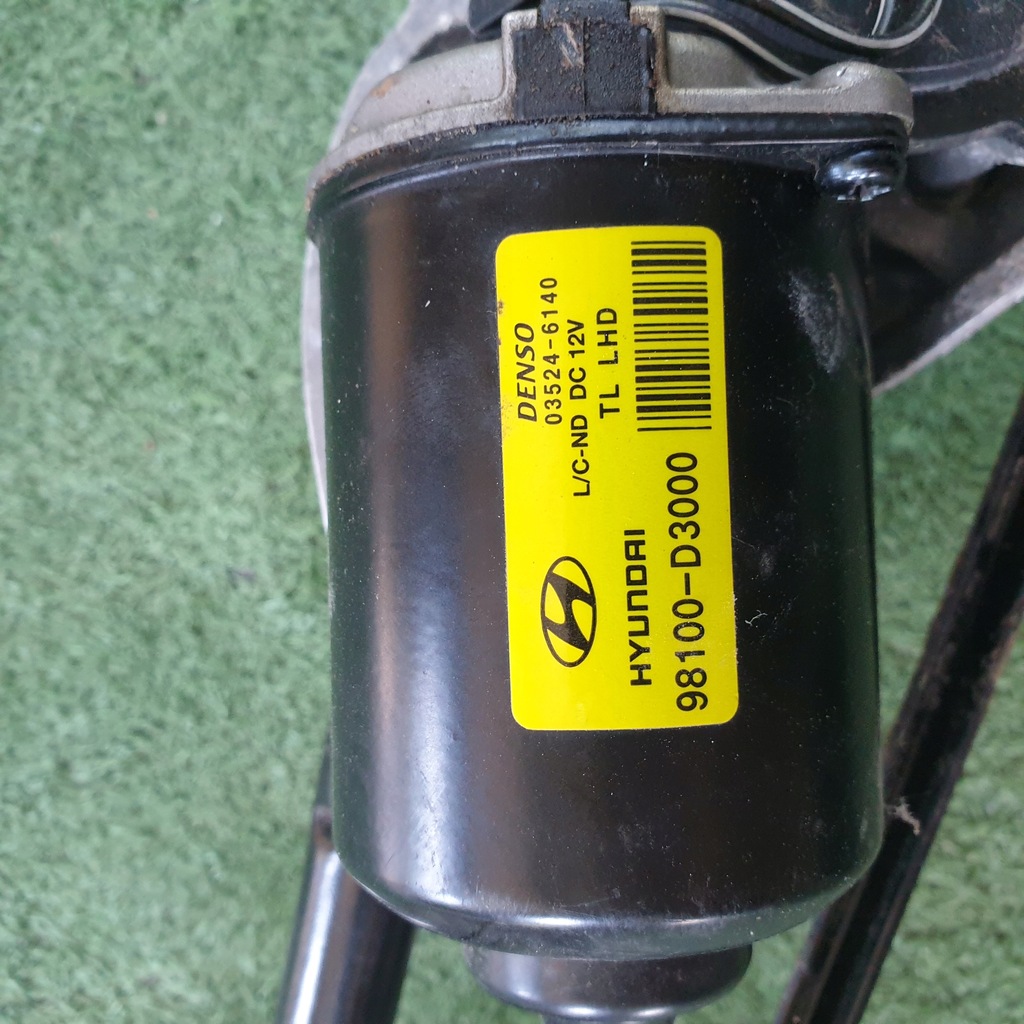 DENSO
03524-6140
L/C-ND DC 12V
TL LHD
HYUNDAI
98100-D3000